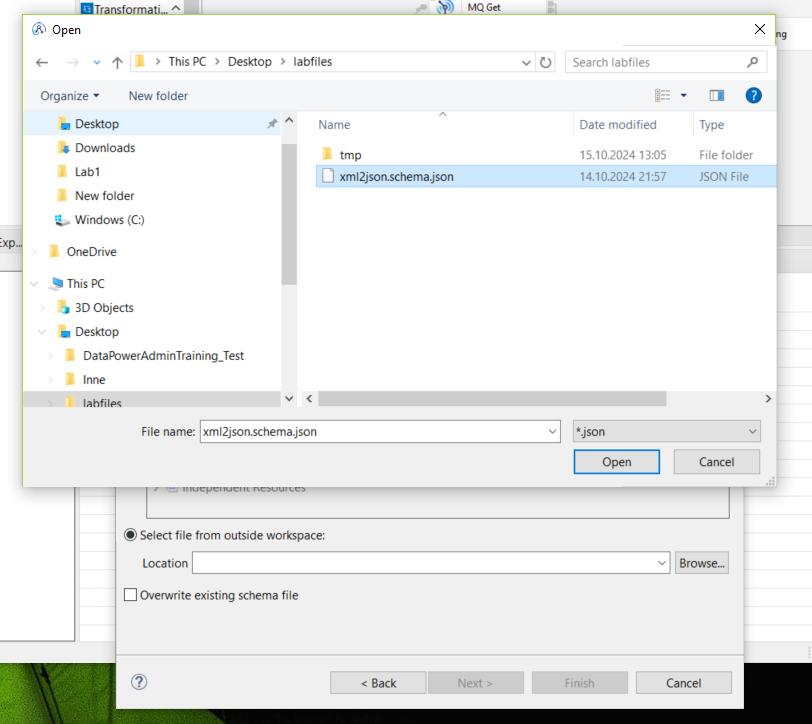 Transformati...
MQ Get
Open
ng
This PC > Desktop > labfiles
Search labfiles
Organize
New folder
Desktop
Name
Date modified
Type
Downloads
tmp
15.10.2024 13:05
File folder
Lab1
xml2json.schema.json
14.10.2024 21:57
JSON File
New folder
Windows (C:)
Exp...
OneDrive
This PC
3D Objects
Desktop
DataPowerAdminTraining_Test
Inne
labfiles
File name:
xml2json.schema.json
*.json
Open
Cancel
Independent Resources
Select file from outside workspace:
Location
Browse...
Overwrite existing schema file
?
< Back
Next >
Finish
Cancel